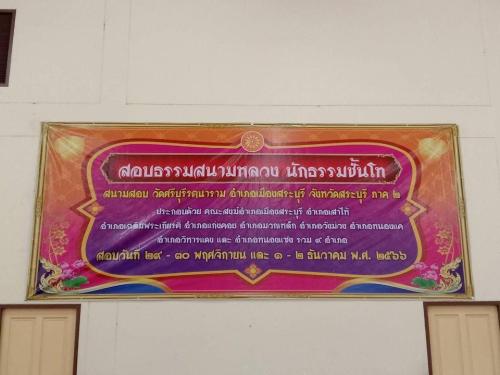 สอบธรรมสนามหลวง นักธรรมชั้นโท
สนามสอบ วัดศรีบุรีรตนาราม อำเภอเมืองสระบุรี จังหวัดสระบุรี ภาค ๒
ประกอบด้วย คณะสงฆ์อำเภอเมืองสระบุรี อำเภอเสาไห้
อำเภอเฉลิมพระเกียรติ อำเภอแก่งคอย อำเภอมวกเหล็ก อำเภอวังม่วง อำเภอหนองแค
อำเภอวิหารแดง และ อำเภอหนองแซง รวม ๙ อำเภอ
สอบวันที่ ๒๙ - ๓๐ พฤศจิกายน และ ๑ - ๒ ธันวาคม พ.ศ. ๒๕๖๖